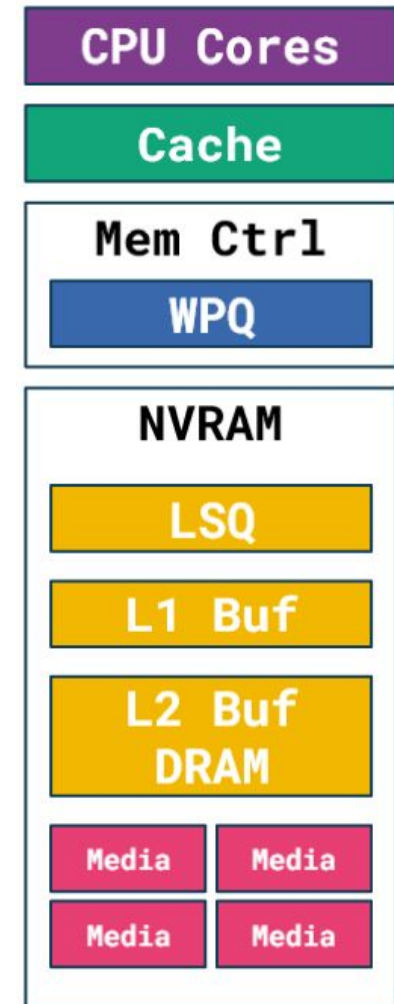 CPU Cores
Cache
Mem Ctrl
WPQ
NVRAM
LSQ
L1 Buf
L2 Buf
DRAM
Media Media
Media Media